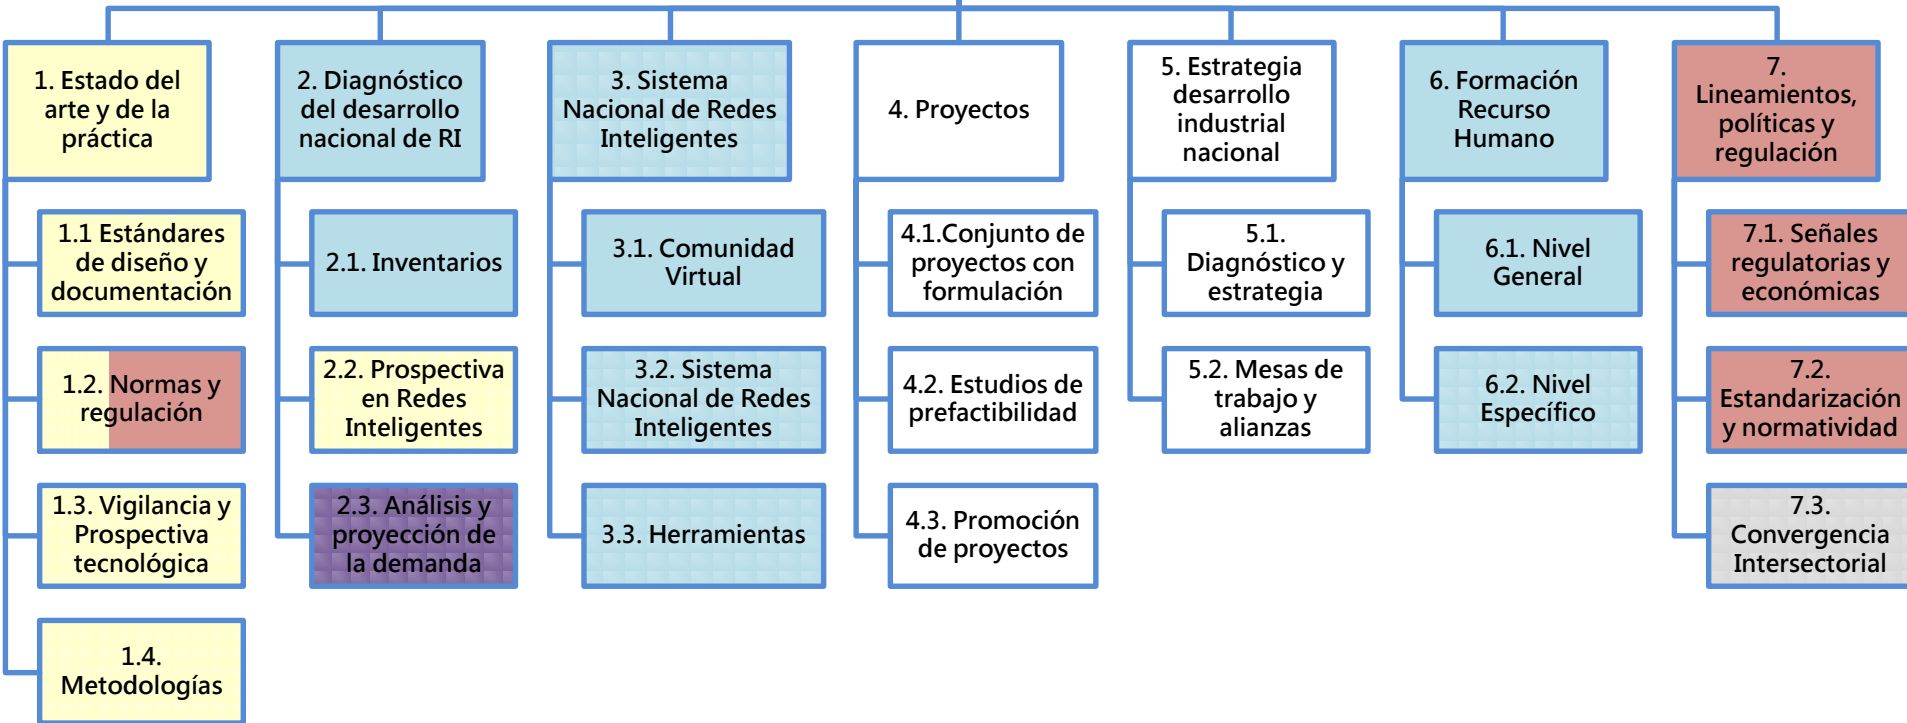 1. Estado del
arte y de la
práctica
1.1 Estándares
de diseño y
documentación
1.2. Normas y
regulación
1.3. Vigilancia y
Prospectiva
tecnológica
1.4.
Metodologías
2. Diagnóstico
del desarrollo
nacional de RI
2.1. Inventarios
2.2. Prospectiva
en Redes
Inteligentes
2.3. Análisis y
proyección de
la demanda
3. Sistema
Nacional de Redes
Inteligentes
3.1. Comunidad
Virtual
3.2. Sistema
Nacional de Redes
Inteligentes
3.3. Herramientas
4. Proyectos
4.1.Conjunto de
proyectos con
formulación
4.2. Estudios de
prefactibilidad
4.3. Promoción
de proyectos
5. Estrategia
desarrollo
industrial
nacional
5.1.
Diagnóstico y
estrategia
5.2. Mesas de
trabajo y
alianzas
6. Formación
Recurso
Humano
6.1. Nivel
General
6.2. Nivel
Específico
7.
Lineamientos,
políticas y
regulación
7.1. Señales
regulatorias y
económicas
7.2.
Estandarización
y normatividad
7.3.
Convergencia
Intersectorial